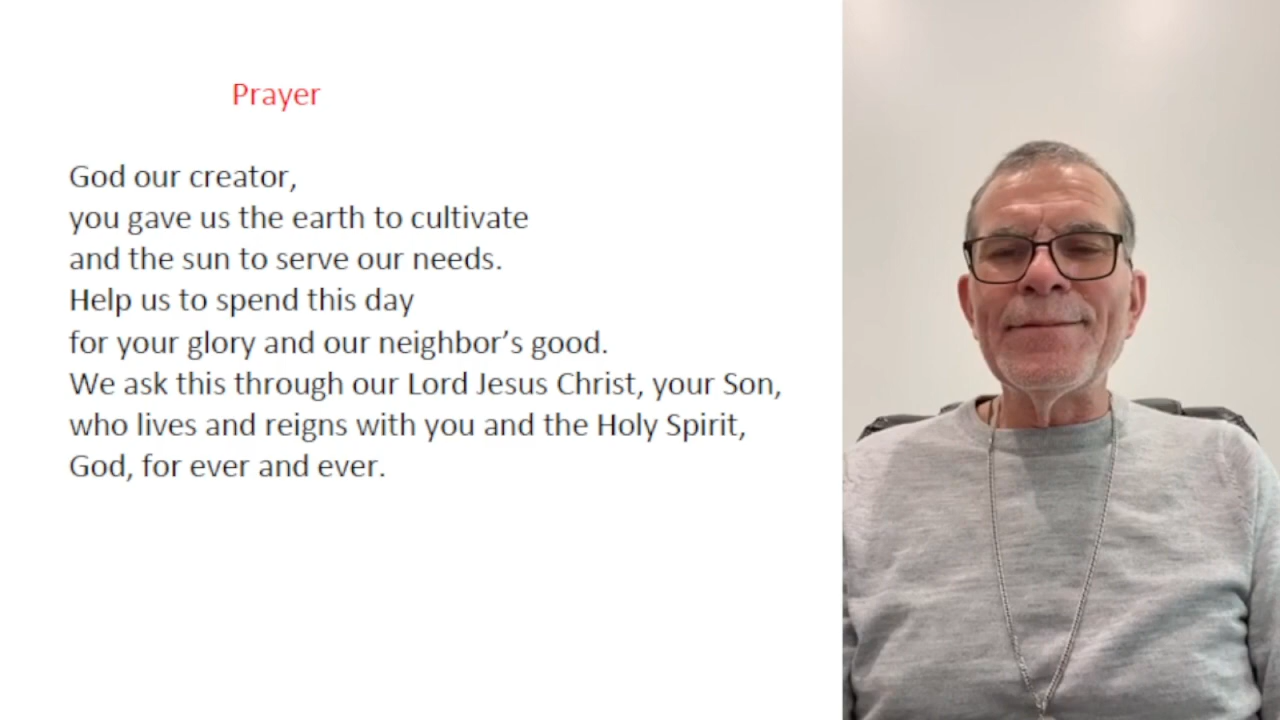 Prayer
God our creator,
you gave us the earth to cultivate
and the sun to serve our needs.
Help us to spend this day
for your glory and our neighbor’s good.
We ask this through our Lord Jesus Christ, your Son,
who lives and reigns with you and the Holy Spirit,
God, for ever and ever.